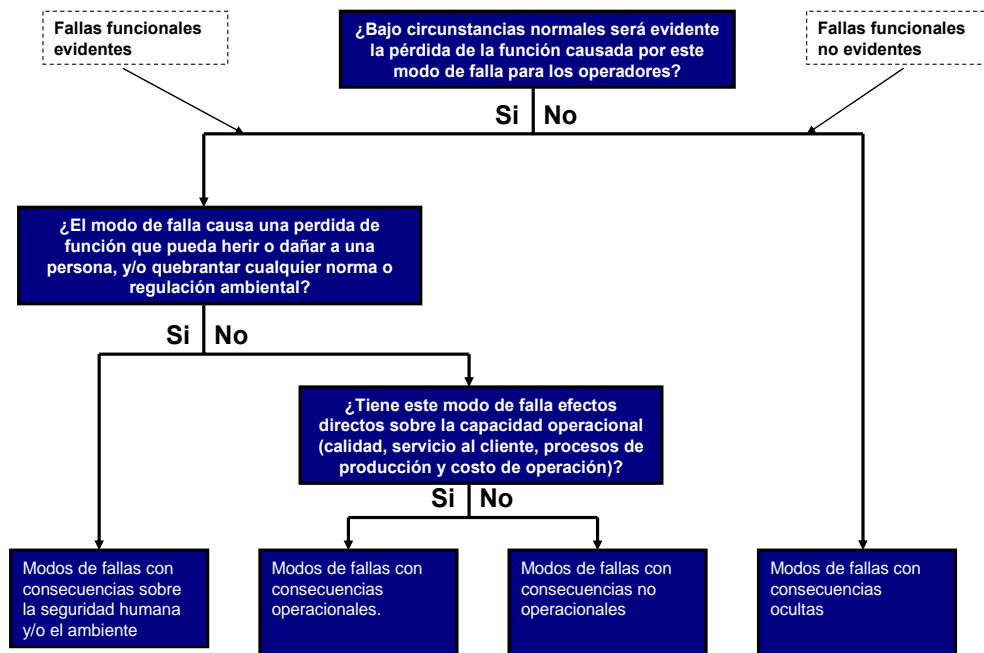 Fallas funcionales
evidentes
¿Bajo circunstancias normales será evidente
la pérdida de la función causada por este
modo de falla para los operadores?
Fallas funcionales
no evidentes
Si No
¿El modo de falla causa una perdida de
función que pueda herir o dañar a una
persona, y/o quebrantar cualquier norma o
regulación ambiental?
Si No
¿Tiene este modo de falla efectos
directos sobre la capacidad operacional
(calidad, servicio al cliente, procesos de
producción y costo de operación)?
Si No
Modos de fallas con
consecuencias sobre
la seguridad humana
y/o el ambiente
Modos de fallas con
consecuencias
operacionales.
Modos de fallas con
consecuencias no
operacionales
Modos de fallas con
consecuencias
ocultas